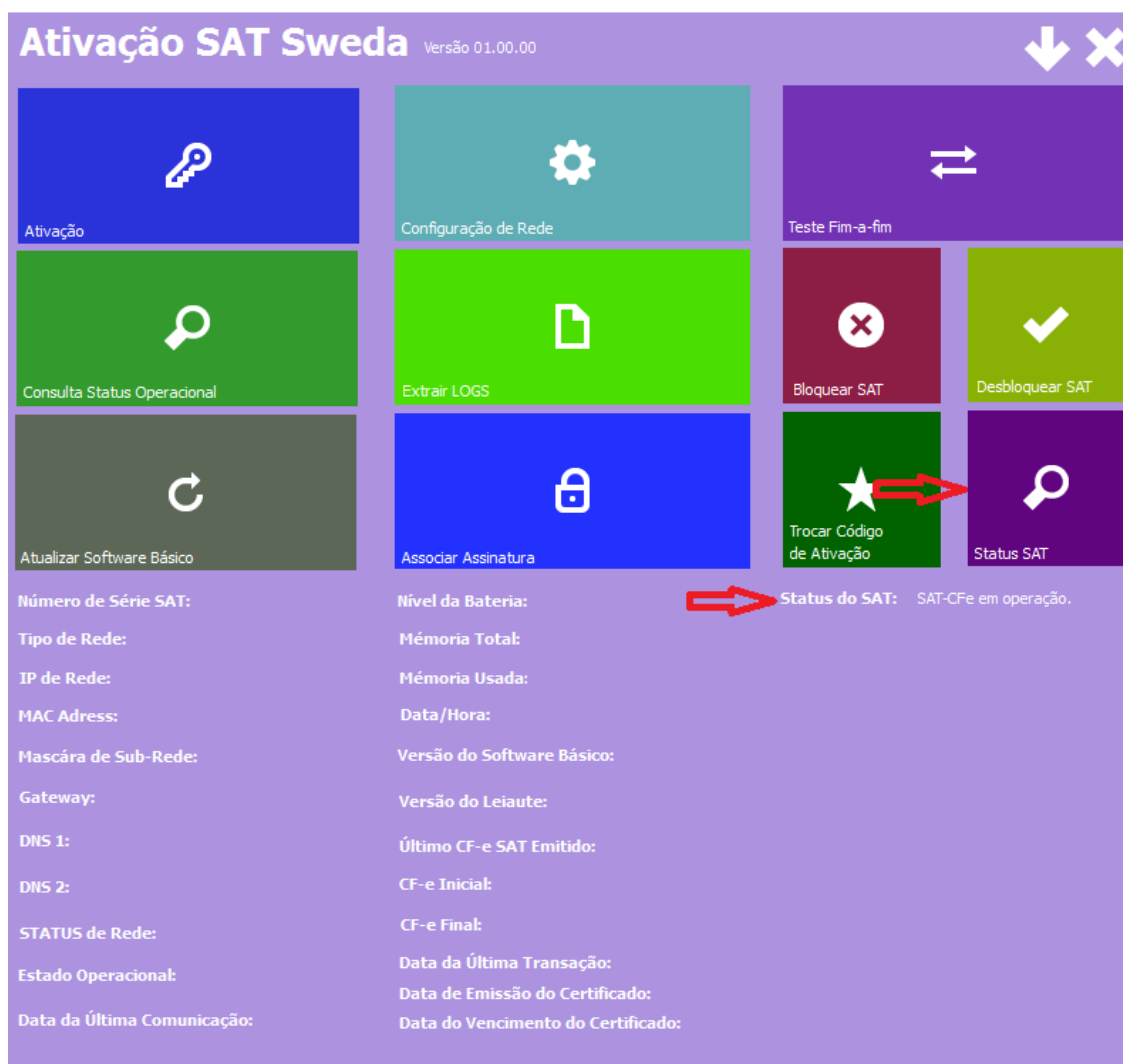 Ativação SAT Sweda Versão 01.00.00
Ativação
Configuração de Rede
Teste Fim-a-fim
Consulta Status Operacional
Extrair LOGS
Bloquear SAT
Desbloquear SAT
Atualizar Software Básico
Associar Assinatura
Trocar Código
de Ativação
Status SAT
Número de Série SAT:
Tipo de Rede:
IP de Rede:
MAC Adress:
Mascára de Sub-Rede:
Gateway:
DNS 1:
DNS 2:
STATUS de Rede:
Estado Operacional:
Data da Última Comunicação:
Nível da Bateria:
Mémoria Total:
Mémoria Usada:
Data/Hora:
Versão do Software Básico:
Versão do Leiaute:
Último CF-e SAT Emitido:
CF-e Inicial:
CF-e Final:
Data da Última Transação:
Data de Emissão do Certificado:
Data do Vencimento do Certificado:
Status do SAT: SAT-CFe em operação.